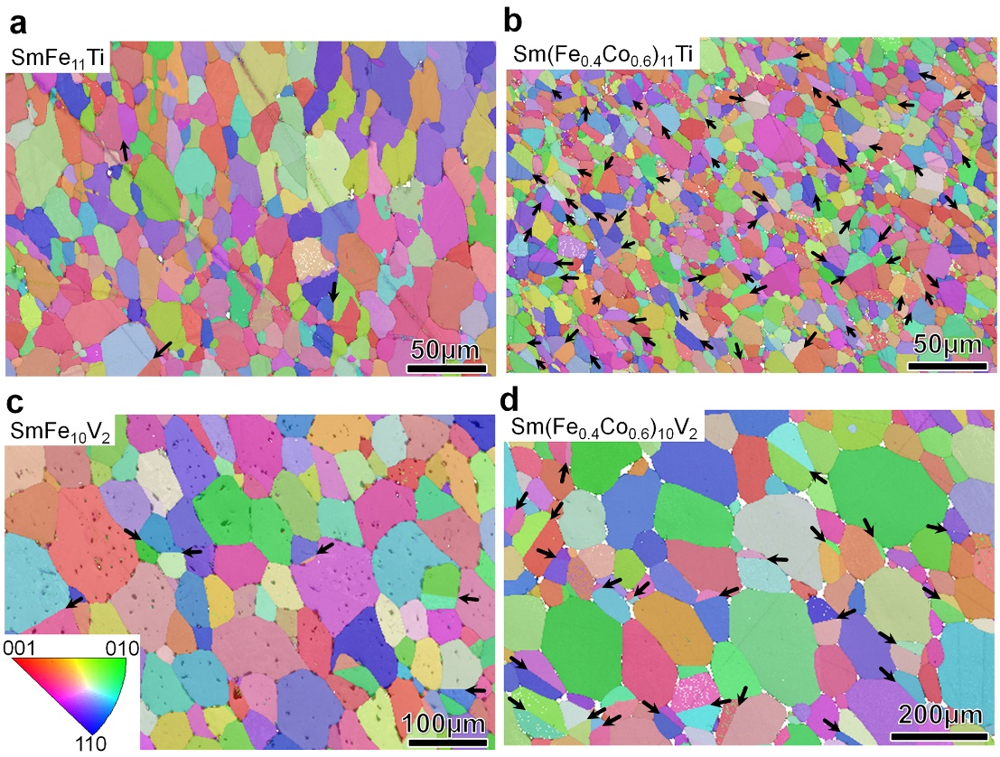 a
SmFe₁₁Ti
50µm
b
Sm(Fe₀.₄Co₀.₆)₁₁Ti
50µm
c
SmFe₁₀V₂
001 010
110
100µm
d
Sm(Fe₀.₄Co₀.₆)₁₀V₂
200µm